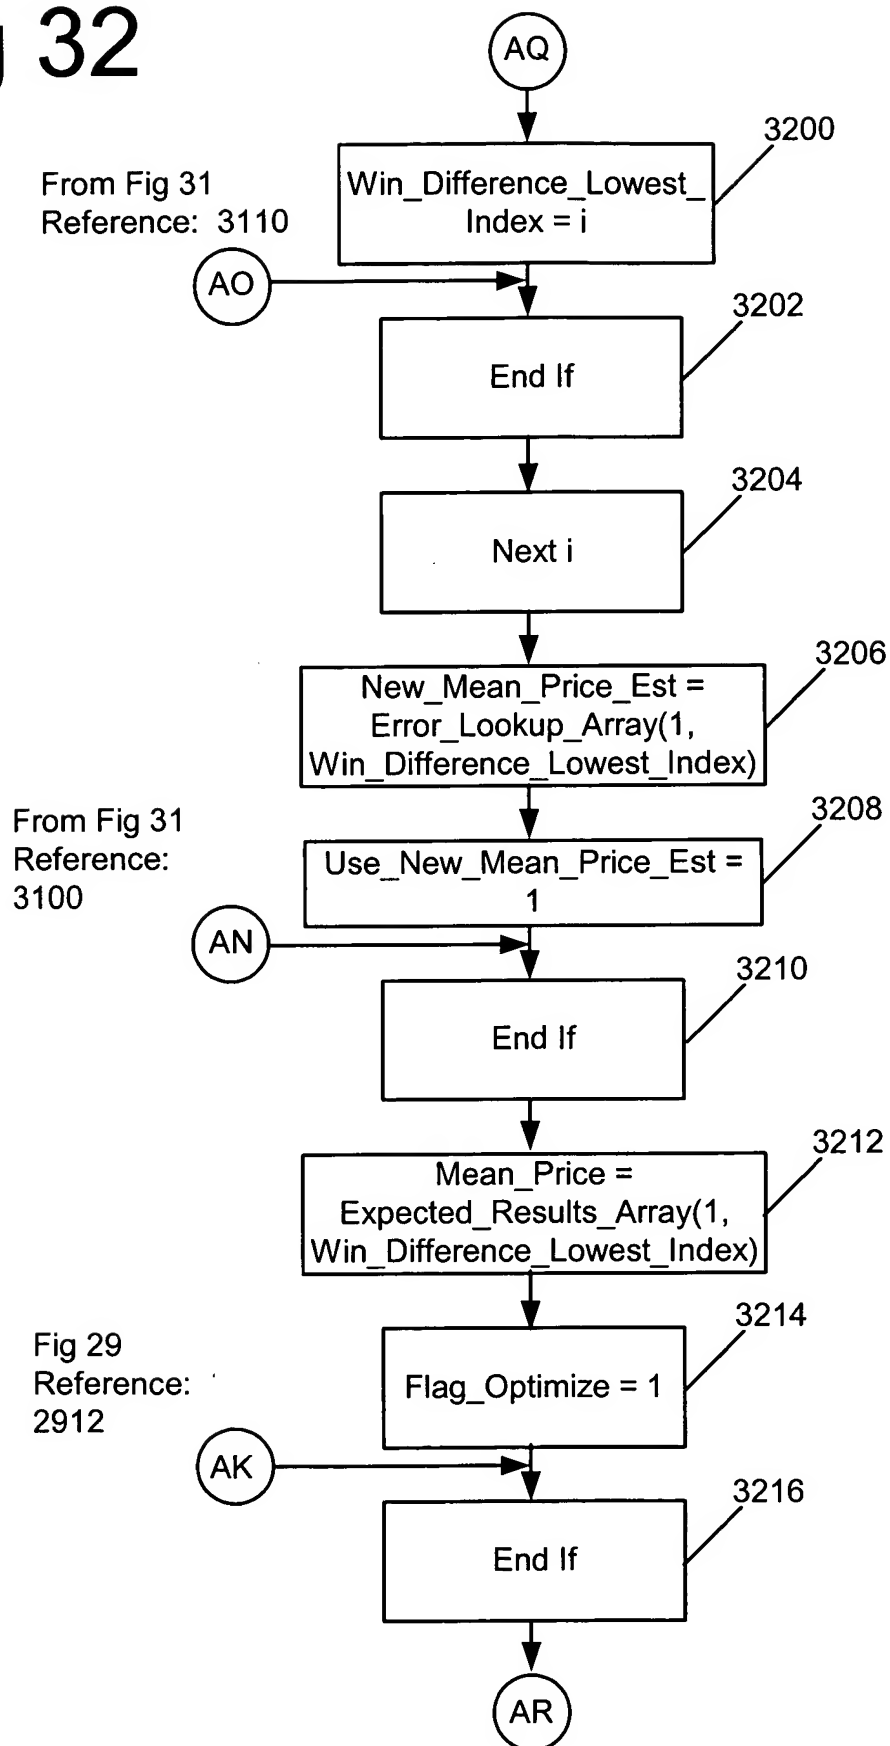 g 32
AQ
3200
From Fig 31
Reference: 3110
Win_Difference_Lowest_
Index = i
AO
3202
End If
3204
Next i
3206
New_Mean_Price_Est =
Error_Lookup_Array(1,
Win_Difference_Lowest_Index)
From Fig 31
Reference:
3100
3208
Use_New_Mean_Price_Est =
1
AN
3210
End If
3212
Mean_Price =
Expected_Results_Array(1,
Win_Difference_Lowest_Index)
Fig 29
Reference:
2912
3214
Flag_Optimize = 1
AK
3216
End If
AR